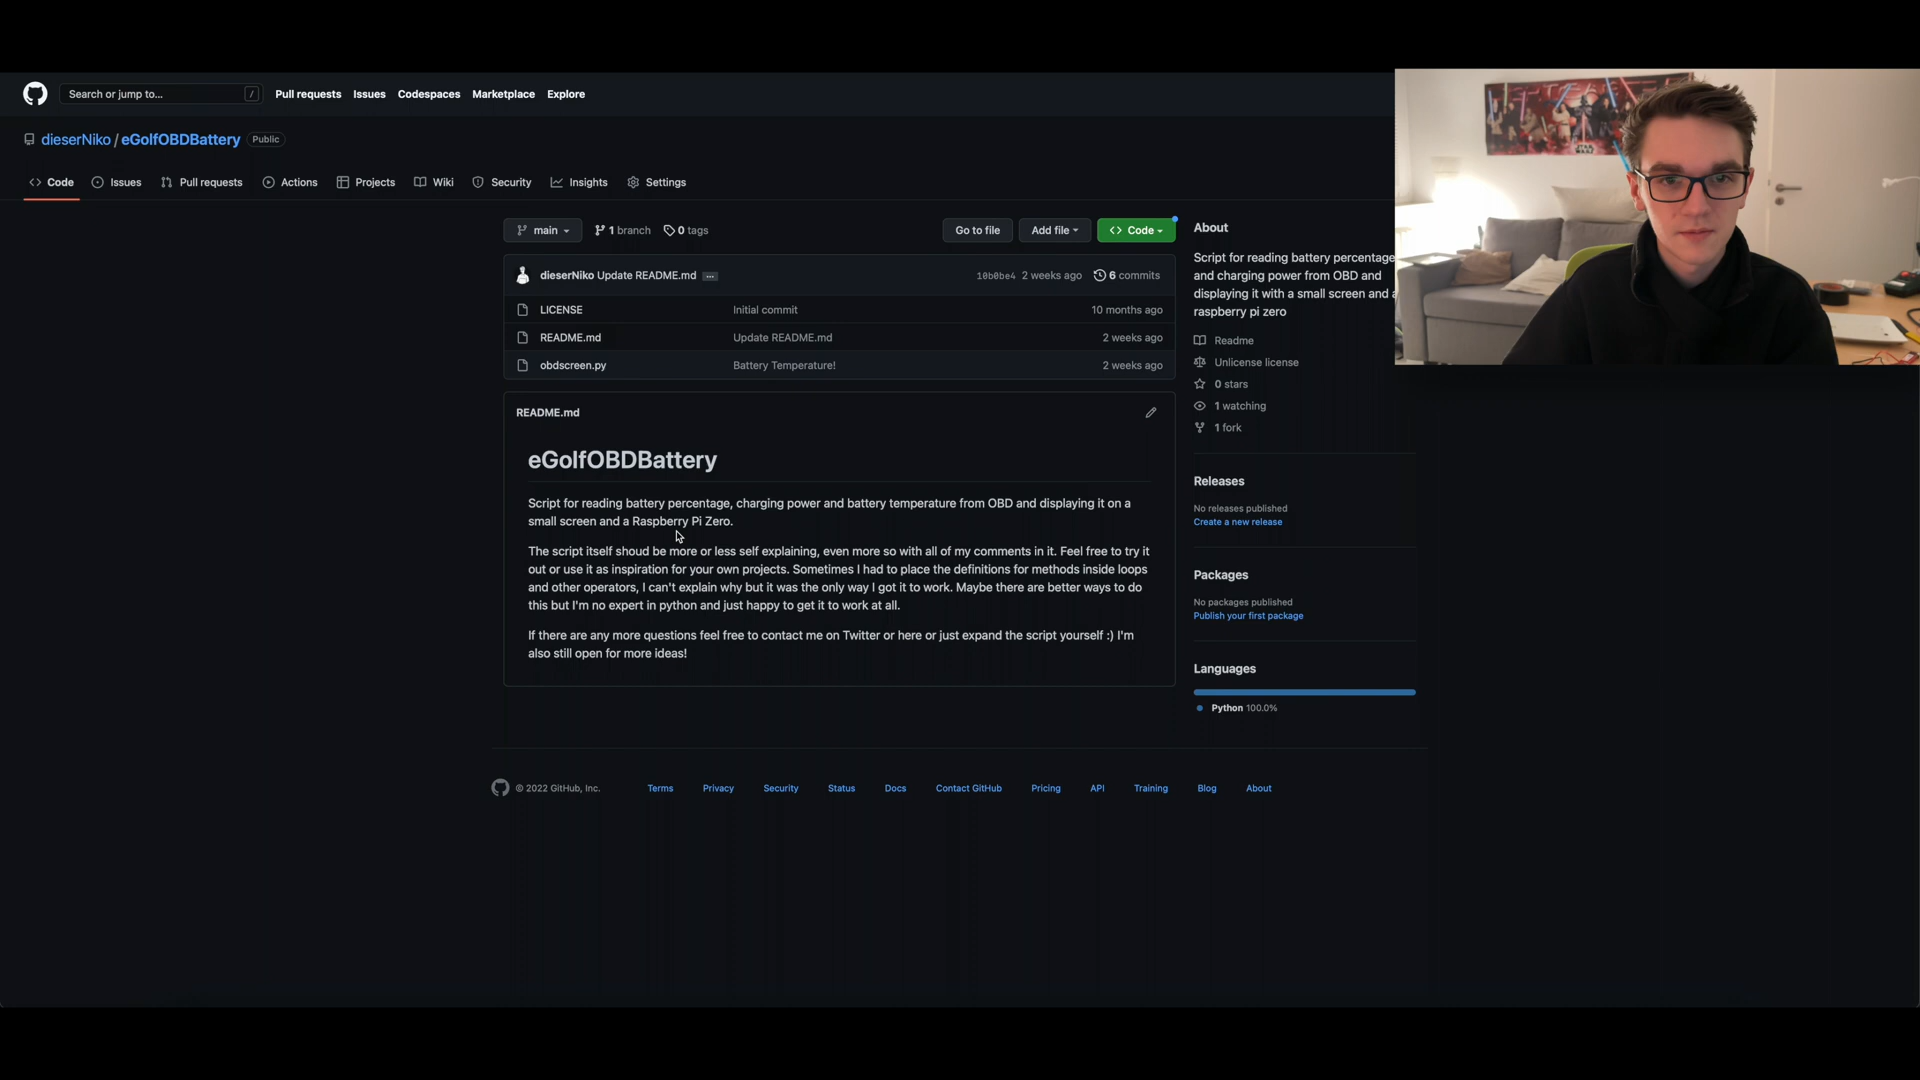 Search or jump to... /
Pull requests Issues Codespaces Marketplace Explore
dieserNiko / eGolfOBDBattery Public
Code Issues Pull requests Actions Projects Wiki Security Insights Settings
main 1 branch 0 tags Go to file Add file Code
dieserNiko Update README.md ... 10b0be4 2 weeks ago 6 commits
LICENSE Initial commit 10 months ago
README.md Update README.md 2 weeks ago
obdscreen.py Battery Temperature! 2 weeks ago
README.md
eGolfOBDBattery
Script for reading battery percentage, charging power and battery temperature from OBD and displaying it on a
small screen and a Raspberry Pi Zero.
The script itself shoud be more or less self explaining, even more so with all of my comments in it. Feel free to try it
out or use it as inspiration for your own projects. Sometimes I had to place the definitions for methods inside loops
and other operators, I can't explain why but it was the only way I got it to work. Maybe there are better ways to do
this but I'm no expert in python and just happy to get it to work at all.
If there are any more questions feel free to contact me on Twitter or here or just expand the script yourself :) I'm
also still open for more ideas!
About
Script for reading battery percentage
and charging power from OBD and
displaying it with a small screen and a
raspberry pi zero
Readme
Unlicense license
0 stars
1 watching
1 fork
Releases
No releases published
Create a new release
Packages
No packages published
Publish your first package
Languages
Python 100.0%
© 2022 GitHub, Inc. Terms Privacy Security Status Docs Contact GitHub Pricing API Training Blog About
STAR
WARS